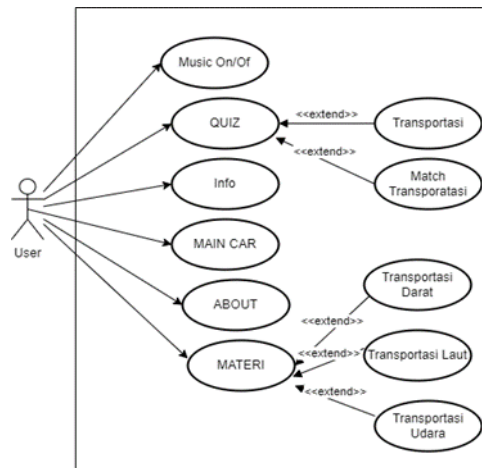 Music On/Of
QUIZ
<<extend>>
Transportasi
<<extend>>
Match
Transporatasi
Info
User
MAIN CAR
ABOUT
Transportasi
Darat
<<extend>>
MATERI
<<extend>>
Transportasi Laut
<<extend>>
Transportasi
Udara